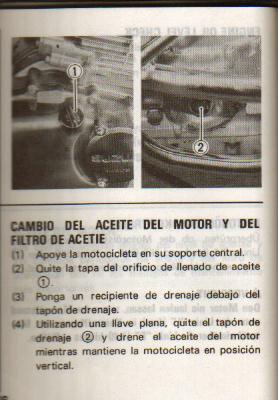 ①
②
CAMBIO DEL ACEITE DEL MOTOR Y DEL
FILTRO DE ACETIE
(1) Apoye la motocicleta en su soporte central.
(2) Quite la tapa del orificio de llenado de aceite
①.
(3) Ponga un recipiente de drenaje debajo del
tapón de drenaje.
(4) Utilizando una llave plana, quite el tapón de
drenaje ② y drene el aceite del motor
mientras mantiene la motocicleta en posición
vertical.